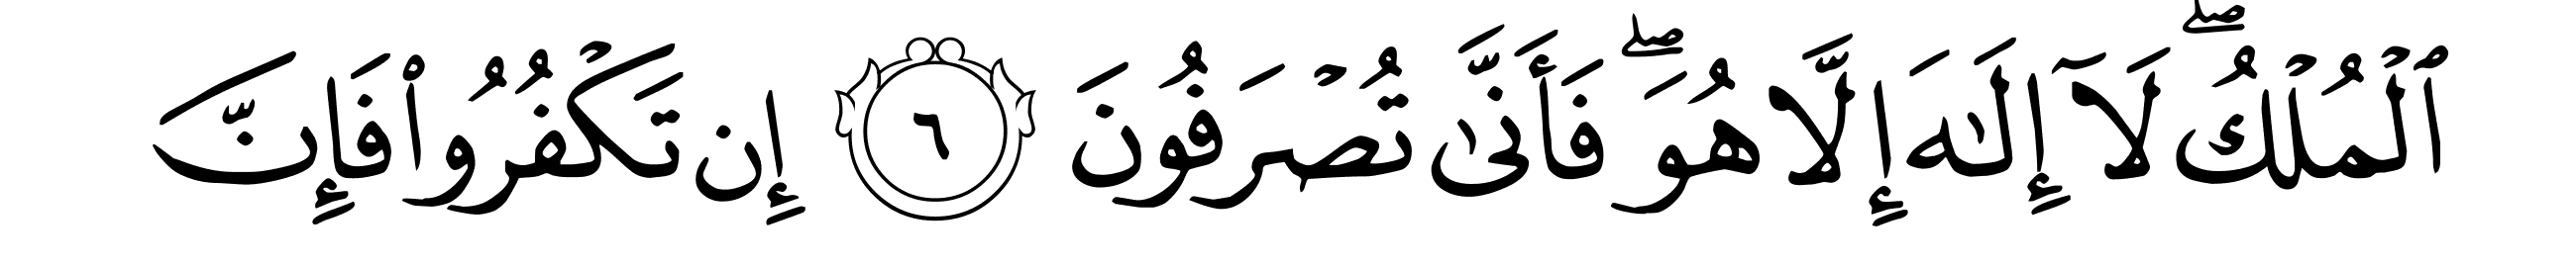 ٱلْمُلْكُ ۖ لَآ إِلَٰهَ إِلَّا هُوَ ۖ فَأَنَّىٰ تُصْرَفُونَ ٦ إِن تَكْفُرُوا۟ فَإِنَّ